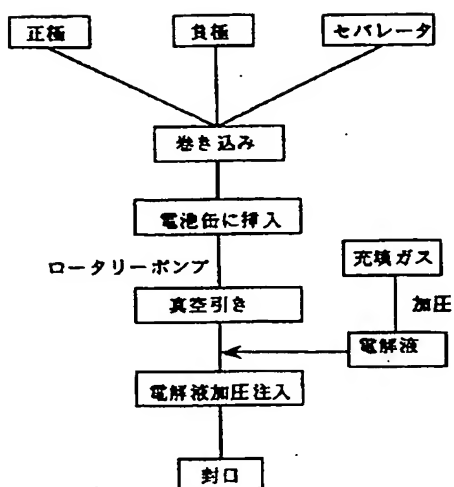 正極
負極
セパレータ
巻き込み
電池缶に挿入
ロータリーポンプ
充填ガス
加圧
真空引き
電解液
電解液加圧注入
封口